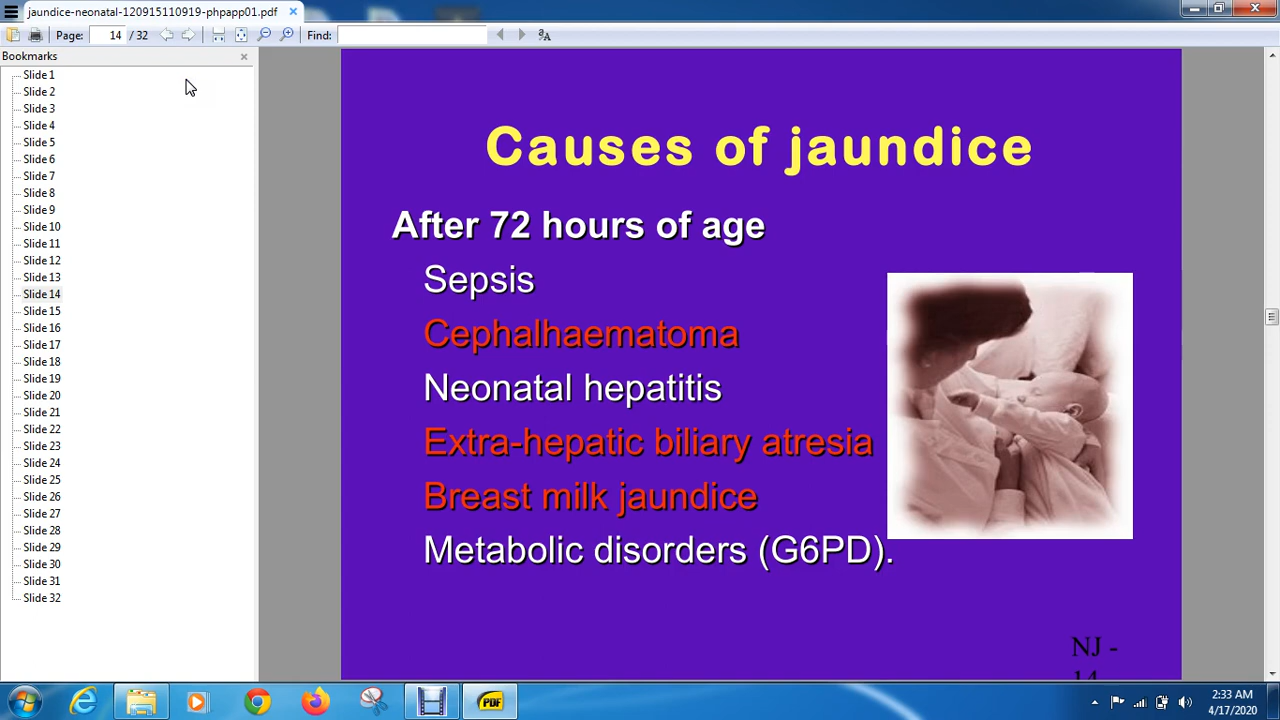 jaundice-neonatal-120915110919-phpapp01.pdf
Page: 14 / 32 Find:
Bookmarks
Slide 1
Slide 2
Slide 3
Slide 4
Slide 5
Slide 6
Slide 7
Slide 8
Slide 9
Slide 10
Slide 11
Slide 12
Slide 13
Slide 14
Slide 15
Slide 16
Slide 17
Slide 18
Slide 19
Slide 20
Slide 21
Slide 22
Slide 23
Slide 24
Slide 25
Slide 26
Slide 27
Slide 28
Slide 29
Slide 30
Slide 31
Slide 32
Causes of jaundice
After 72 hours of age
Sepsis
Cephalhaematoma
Neonatal hepatitis
Extra-hepatic biliary atresia
Breast milk jaundice
Metabolic disorders (G6PD).
NJ -
14
PDF
2:33 AM
4/17/2020